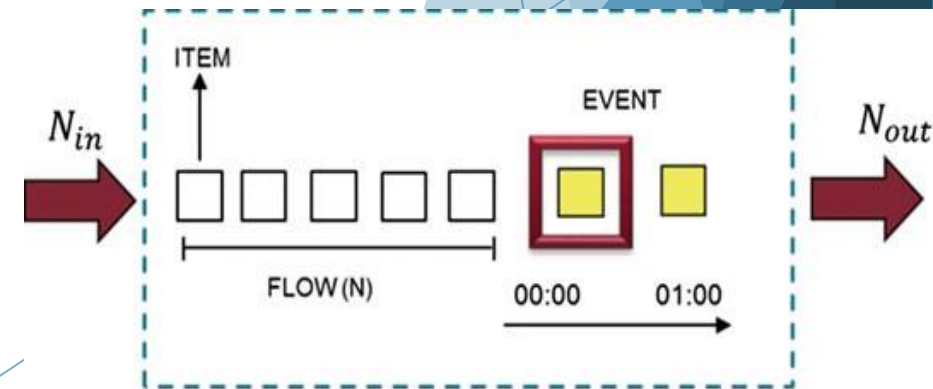 ITEM
EVENT
N_in
N_out
FLOW (N)
00:00
01:00